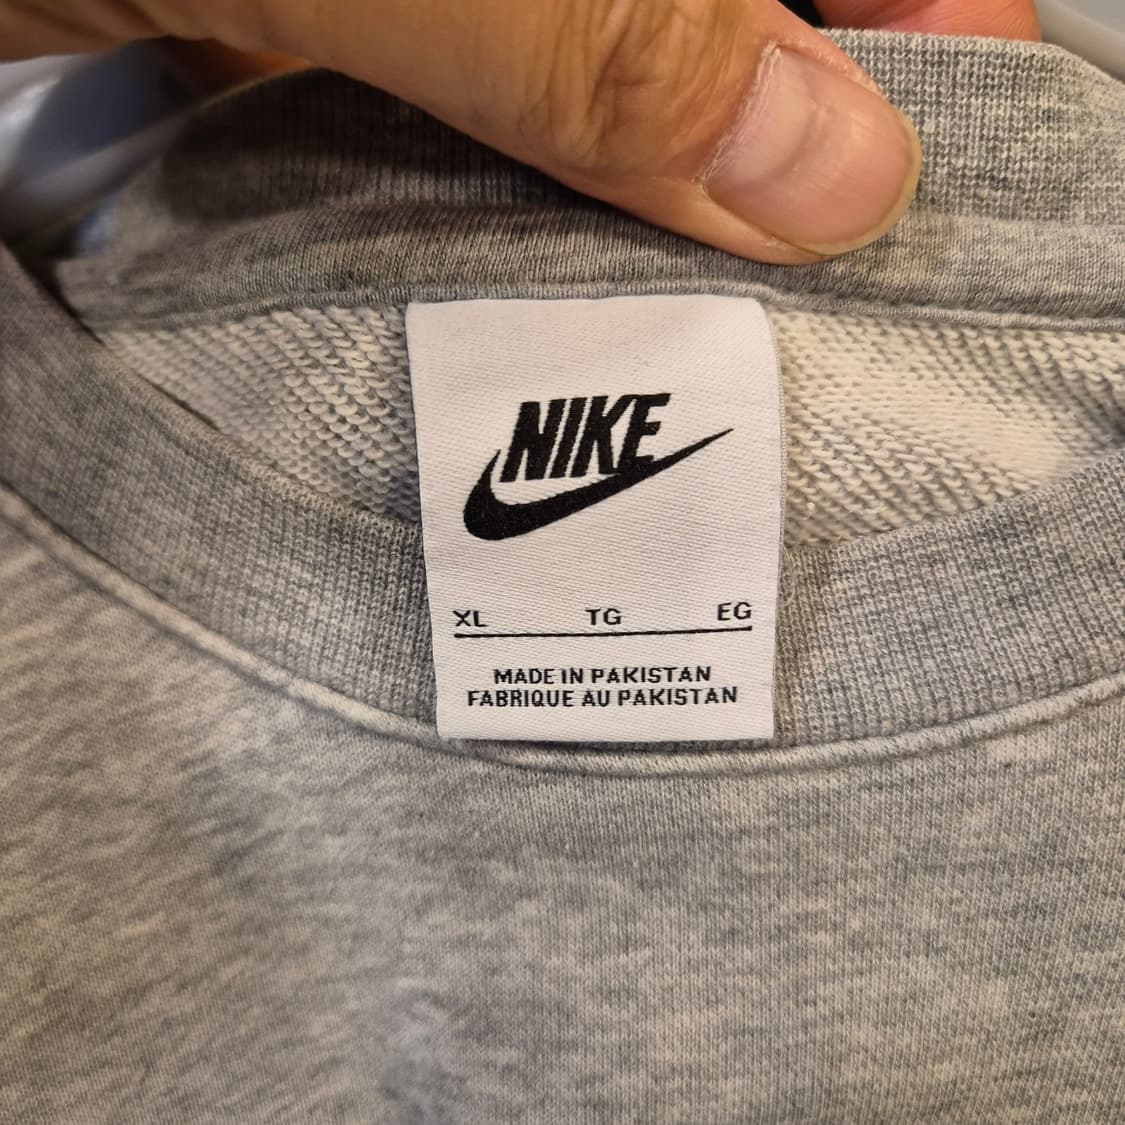 NIKE
XL TG EG
MADE IN PAKISTAN
FABRIQUE AU PAKISTAN